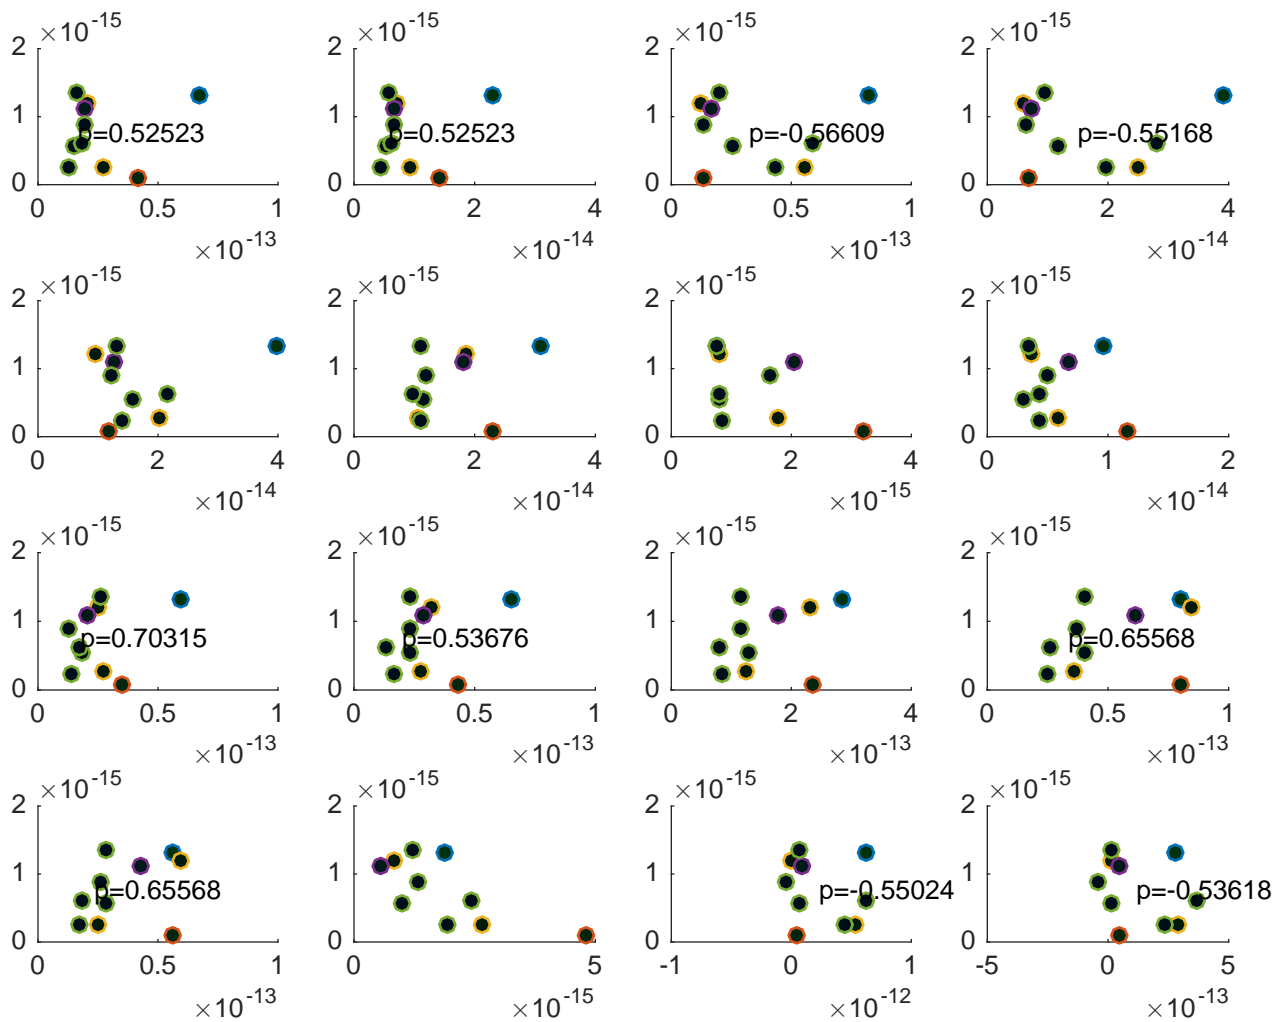 2 ×10-15 2 ×10-15 2 ×10-15 2 ×10-15
1 1 1 1
p=0.52523 p=0.52523 p=-0.56609 p=-0.55168
0 0 0 0
0 0.5 1 0 2 4 0 0.5 1 0 2 4
×10-13 ×10-14 ×10-13 ×10-14
2 ×10-15 2 ×10-15 2 ×10-15 2 ×10-15
1 1 1 1
0 0 0 0
0 2 4 0 2 4 0 2 4 0 1 2
×10-14 ×10-14 ×10-15 ×10-14
2 ×10-15 2 ×10-15 2 ×10-15 2 ×10-15
1 1 1 1
p=0.70315 p=0.53676 p=0.65568
0 0 0 0
0 0.5 1 0 0.5 1 0 2 4 0 0.5 1
×10-13 ×10-13 ×10-13 ×10-13
2 ×10-15 2 ×10-15 2 ×10-15 2 ×10-15
1 1 1 1
p=0.65568 p=-0.55024 p=-0.53618
0 0 0 0
0 0.5 1 0 5 -1 0 1 -5 0 5
×10-13 ×10-15 ×10-12 ×10-13